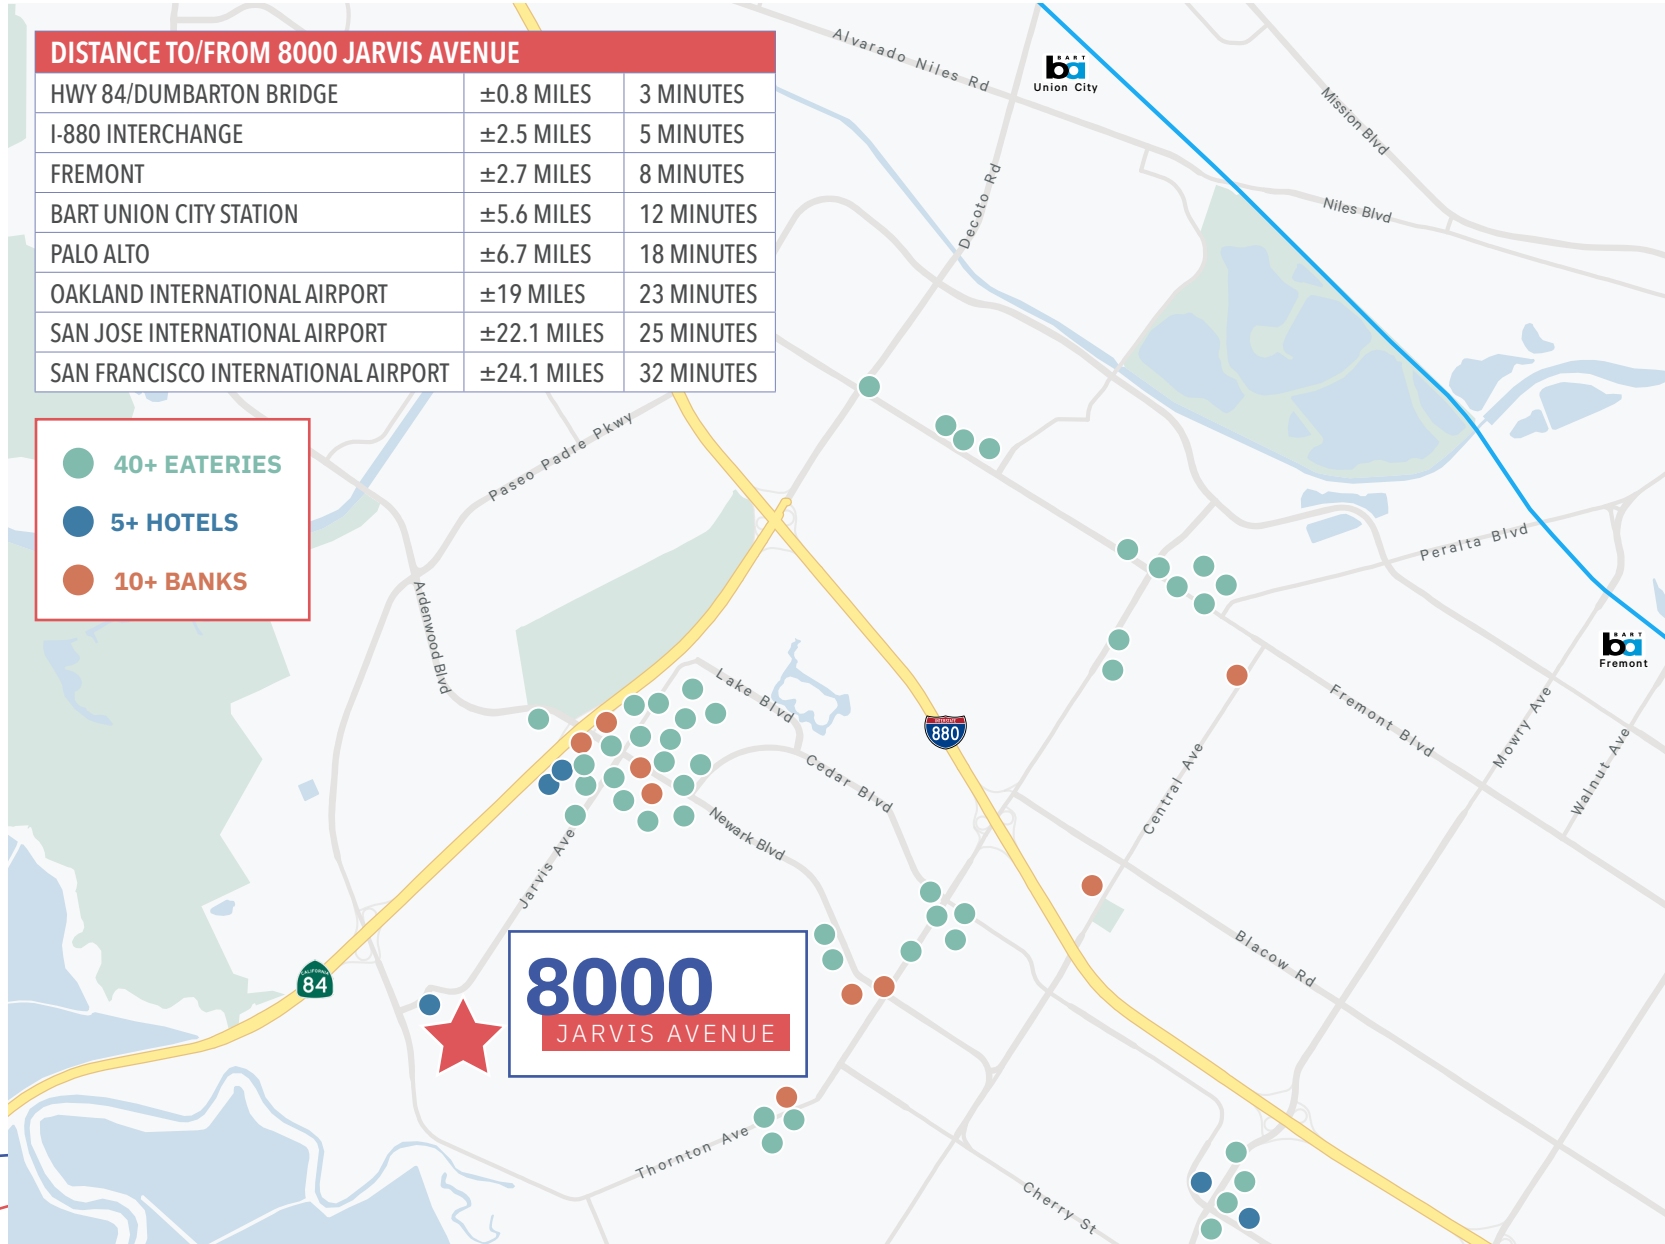 DISTANCE TO/FROM 8000 JARVIS AVENUE
HWY 84/DUMBARTON BRIDGE ±0.8 MILES 3 MINUTES
I-880 INTERCHANGE ±2.5 MILES 5 MINUTES
FREMONT ±2.7 MILES 8 MINUTES
BART UNION CITY STATION ±5.6 MILES 12 MINUTES
PALO ALTO ±6.7 MILES 18 MINUTES
OAKLAND INTERNATIONAL AIRPORT ±19 MILES 23 MINUTES
SAN JOSE INTERNATIONAL AIRPORT ±22.1 MILES 25 MINUTES
SAN FRANCISCO INTERNATIONAL AIRPORT ±24.1 MILES 32 MINUTES
40+ EATERIES
5+ HOTELS
10+ BANKS
Alvarado Niles Rd
BART
ba
Union City
Mission Blvd
Decoto Rd
Niles Blvd
Paseo Padre Pkwy
Ardenwood Blvd
Peralta Blvd
BART
ba
Fremont
Lake Blvd
Cedar Blvd
INTERSTATE
880
Fremont Blvd
Mowry Ave
Walnut Ave
Central Ave
Newark Blvd
Jarvis Ave
Blacow Rd
CALIFORNIA
84
8000
JARVIS AVENUE
Thornton Ave
Cherry St